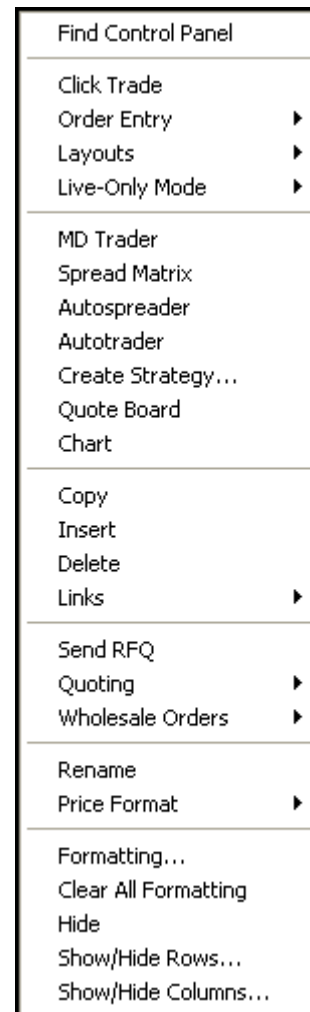 Find Control Panel
Click Trade
Order Entry
Layouts
Live-Only Mode
MD Trader
Spread Matrix
Autospreader
Autotrader
Create Strategy...
Quote Board
Chart
Copy
Insert
Delete
Links
Send RFQ
Quoting
Wholesale Orders
Rename
Price Format
Formatting...
Clear All Formatting
Hide
Show/Hide Rows...
Show/Hide Columns...